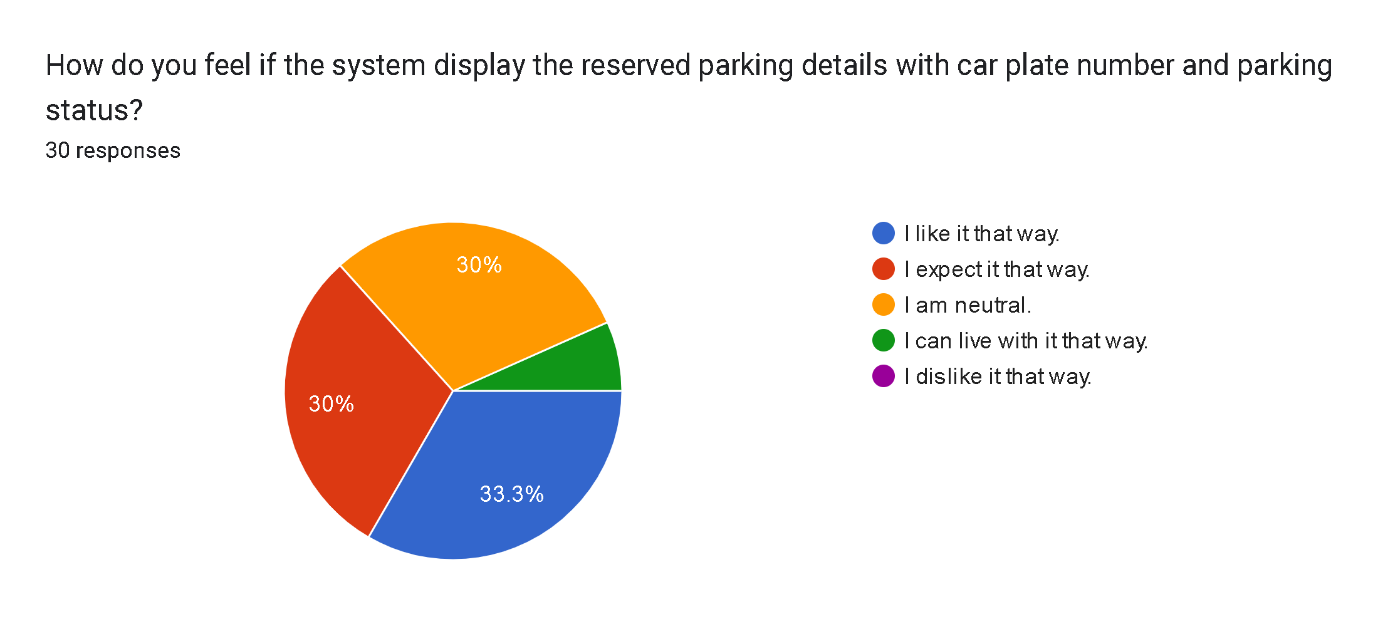 How do you feel if the system display the reserved parking details with car plate number and parking
status?
30 responses
30%
30%
33.3%
I like it that way.
I expect it that way.
I am neutral.
I can live with it that way.
I dislike it that way.